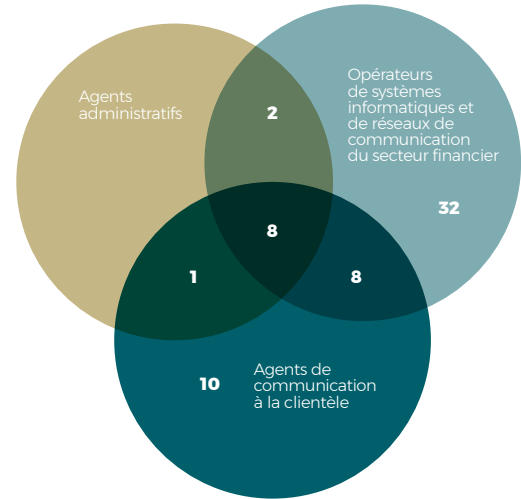 Agents
administratifs
Opérateurs
de systèmes
informatiques et
de réseaux de
communication
du secteur financier
2
32
8
1
8
10
Agents de
communication
à la clientèle